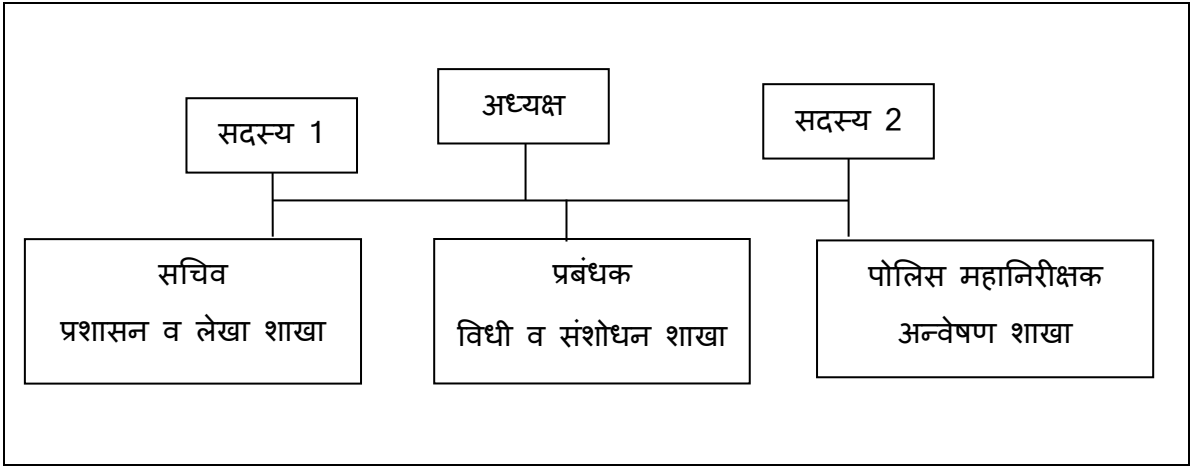 अध्यक्ष
सदस्य 1
सदस्य 2
सचिव
प्रशासन व लेखा शाखा
प्रबंधक
विधी व संशोधन शाखा
पोलिस महानिरीक्षक
अन्वेषण शाखा